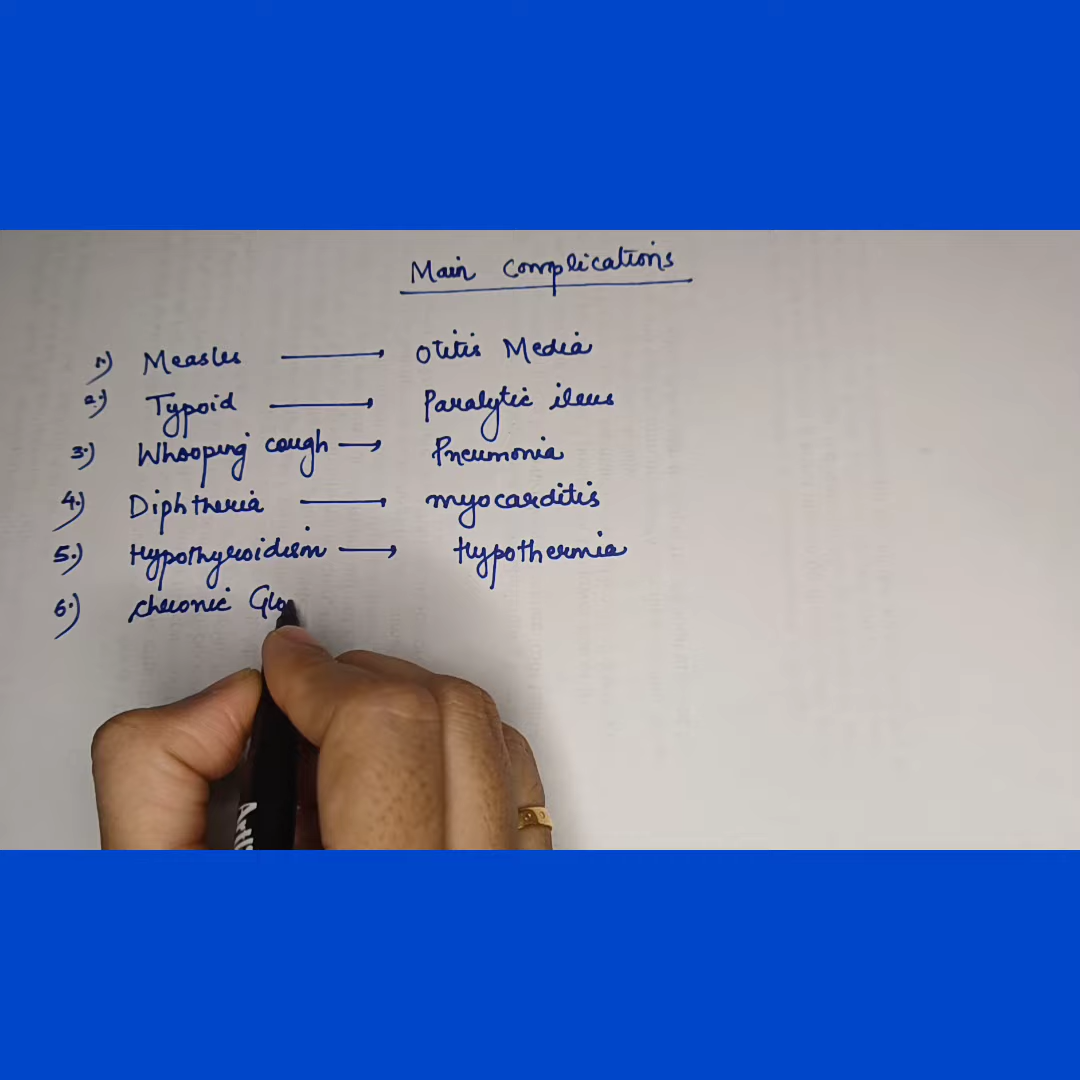 Main Complications
1.) Measles → Otitis Media
2.) Typoid → Paralytic ileus
3.) Whooping cough → Pneumonia
4.) Diphtheria → myocarditis
5.) Hypothyroidism → Hypothermia
6.) chronic Glo